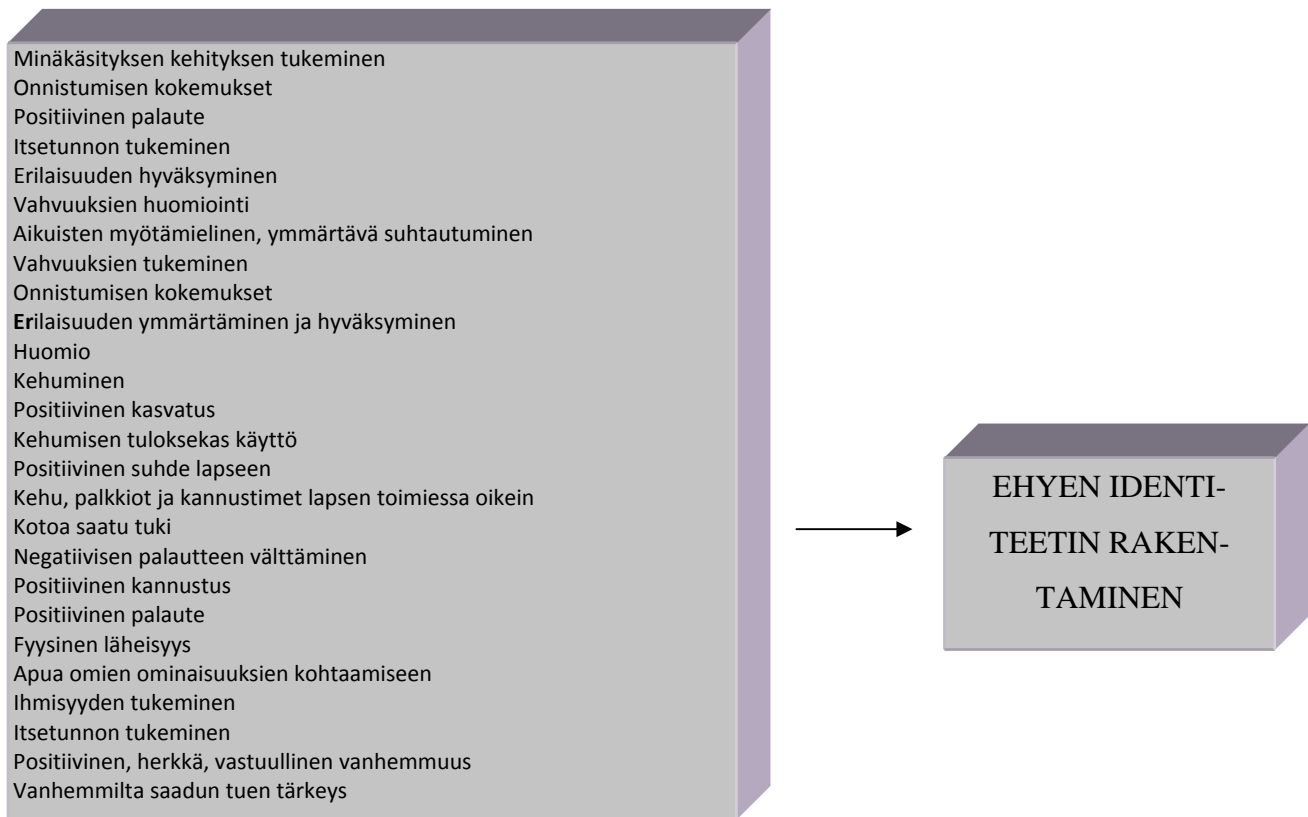 Minäkäsityksen kehityksen tukeminen
Onnistumisen kokemukset
Positiivinen palaute
Itsetunnon tukeminen
Erilaisuuden hyväksyminen
Vahvuuksien huomiointi
Aikuisten myötämielinen, ymmärtävä suhtautuminen
Vahvuuksien tukeminen
Onnistumisen kokemukset
Erilaisuuden ymmärtäminen ja hyväksyminen
Huomio
Kehuminen
Positiivinen kasvatus
Kehumisen tuloksekas käyttö
Positiivinen suhde lapseen
Kehu, palkkiot ja kannustimet lapsen toimiessa oikein
Kotoa saatu tuki
Negatiivisen palautteen välttäminen
Positiivinen kannustus
Positiivinen palaute
Fyysinen läheisyys
Apua omien ominaisuuksien kohtaamiseen
Ihmisyyden tukeminen
Itsetunnon tukeminen
Positiivinen, herkkä, vastuullinen vanhemmuus
Vanhemmilta saadun tuen tärkeys
EHYEN IDENTI-
TEETIN RAKEN-
TAMINEN